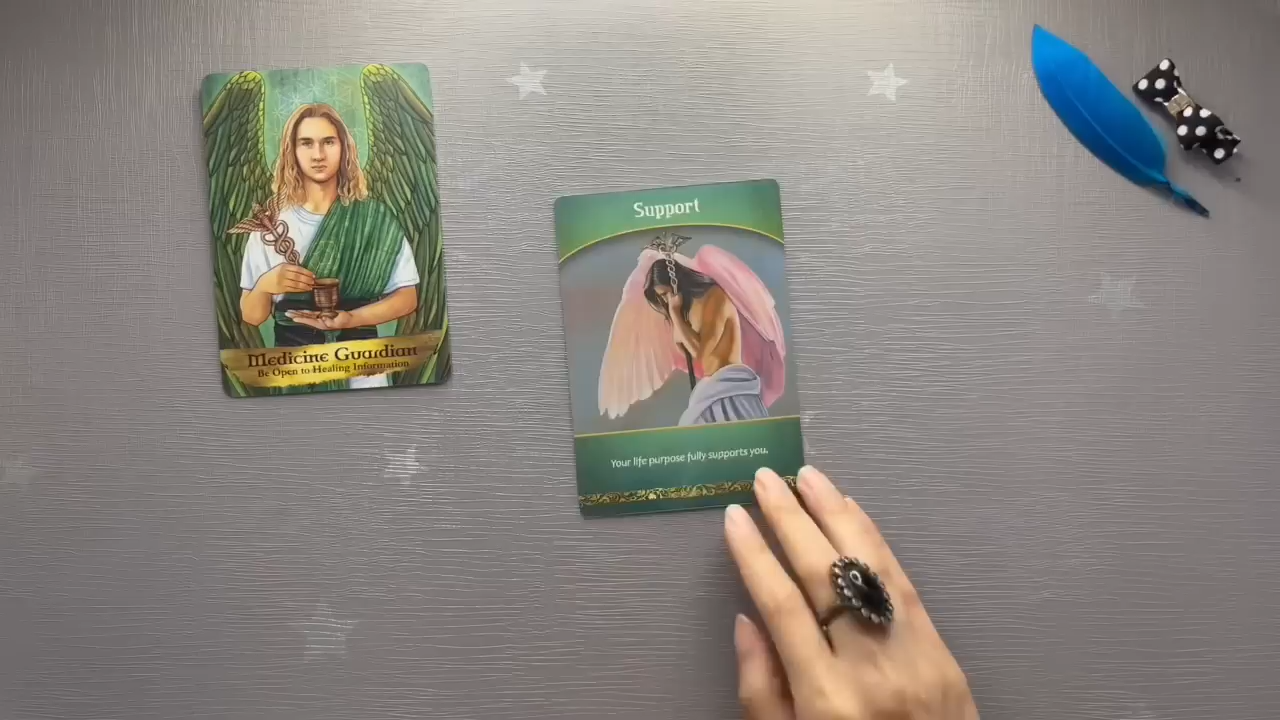 Medicine Guardian
Be Open to Healing Information
Support
Your life purpose fully supports you.